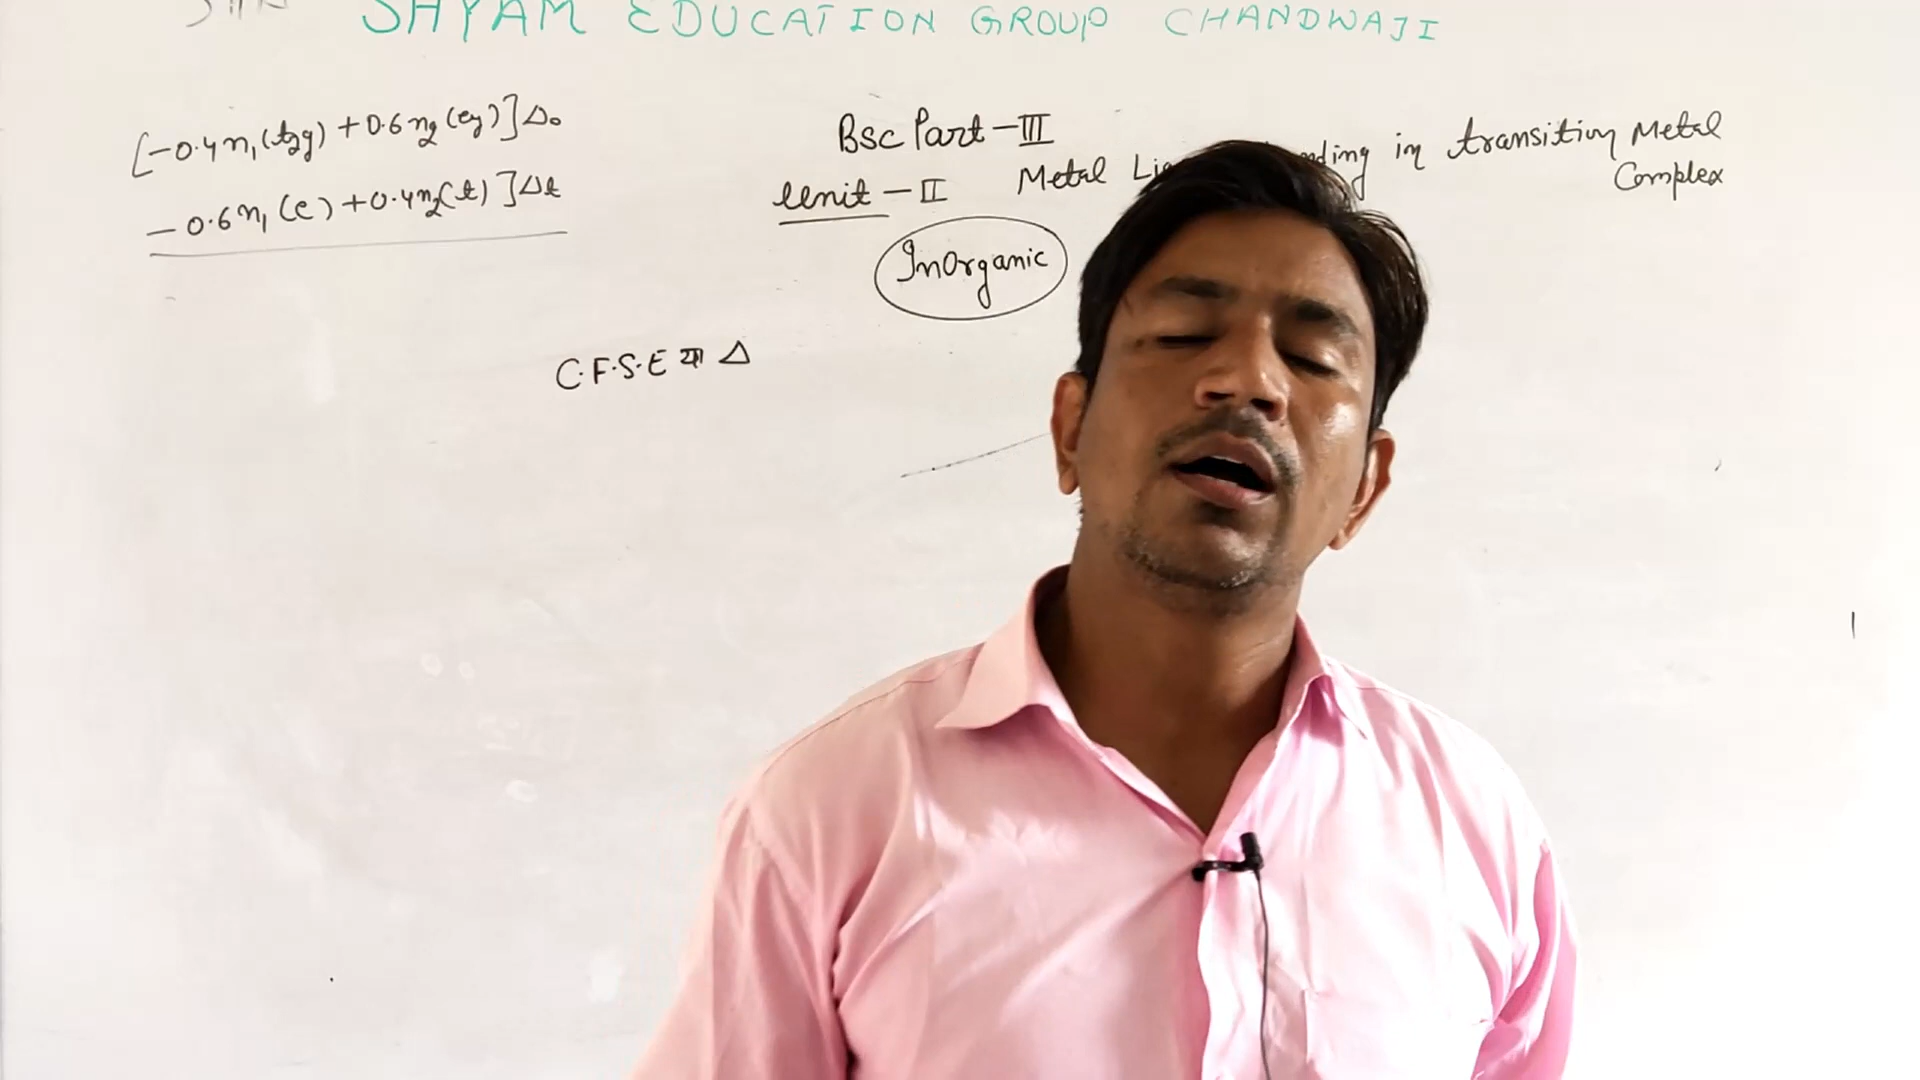 SHYAM EDUCATION GROUP CHANDWAJI
[-0.4n₁(t₂g) + 0.6n₂(eg)]Δₒ
-0.6n₁(e) + 0.4n₂(t)]Δt
Bsc Part-III
Unit-II Metal in transition Metal
Complex
InOrganic
C.F.S.E या Δ